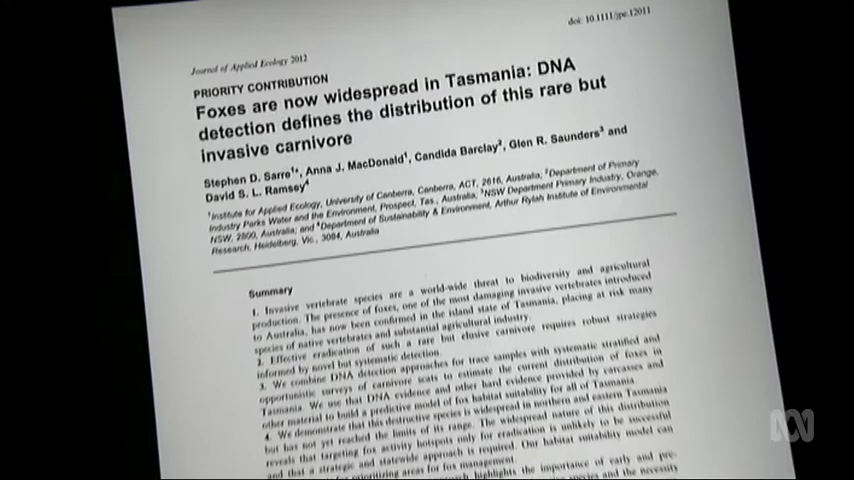 doi: 10.1111/jpe.12011
Journal of Applied Ecology 2012
PRIORITY CONTRIBUTION
Foxes are now widespread in Tasmania: DNA
detection defines the distribution of this rare but
invasive carnivore
Stephen D. Sarre¹*, Anna J. MacDonald¹, Candida Barclay², Glen R. Saunders³ and
David S. L. Ramsey⁴
¹Institute for Applied Ecology, University of Canberra, Canberra, ACT, 2616, Australia; ²Department of Primary
Industry Parks Water and the Environment, Prospect, Tas., Australia; ³NSW Department Primary Industry, Orange,
NSW, 2800, Australia; and ⁴Department of Sustainability & Environment, Arthur Rylah Institute of Environmental
Research, Heidelberg, Vic., 3084, Australia
Summary
1. Invasive vertebrate species are a world-wide threat to biodiversity and agricultural
production. The presence of foxes, one of the most damaging invasive vertebrates introduced
to Australia, has now been confirmed in the island state of Tasmania, placing at risk many
species of native vertebrates and substantial agricultural industry.
2. Effective eradication of such a rare but elusive carnivore requires robust strategies
informed by novel but systematic detection.
3. We combine DNA detection approaches for trace samples with systematic stratified and
opportunistic surveys of carnivore scats to estimate the current distribution of foxes in
Tasmania. We use that DNA evidence and other hard evidence provided by carcasses and
other material to build a predictive model of fox habitat suitability for all of Tasmania.
4. We demonstrate that this destructive species is widespread in northern and eastern Tasmania
but has not yet reached the limits of its range. The widespread nature of this distribution
reveals that targeting fox activity hotspots only for eradication is unlikely to be successful
and that a strategic and statewide approach is required. Our habitat suitability model can
prioritizing areas for fox management.
highlights the importance of early and pre-
species and the necessity